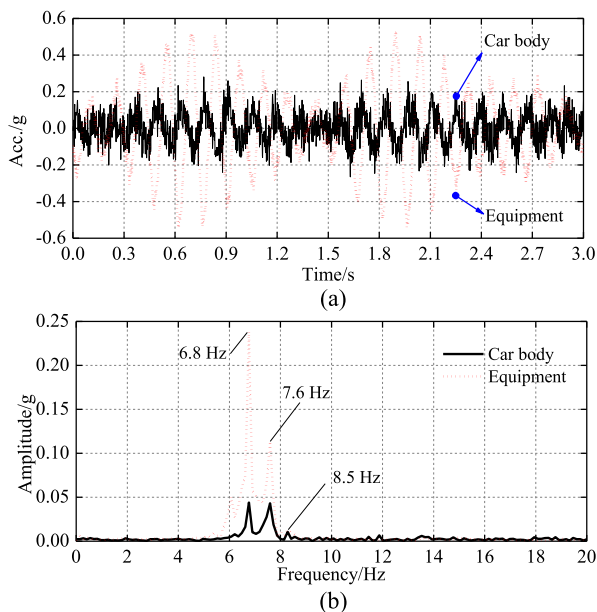 0.6
0.4
0.2
0.0
-0.2
-0.4
-0.6
Acc./g
Car body
Equipment
0.0 0.3 0.6 0.9 1.2 1.5 1.8 2.1 2.4 2.7 3.0
Time/s
(a)
0.25
0.20
0.15
0.10
0.05
0.00
Amplitude/g
6.8 Hz
7.6 Hz
8.5 Hz
Car body
Equipment
0 2 4 6 8 10 12 14 16 18 20
Frequency/Hz
(b)